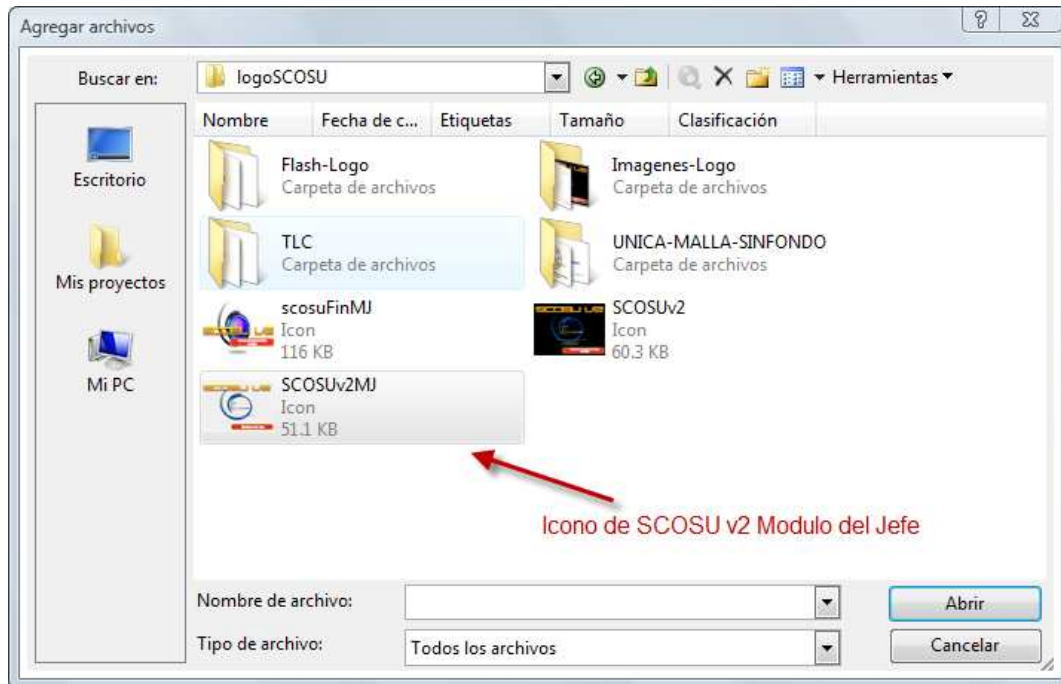 Agregar archivos
Buscar en:
logoSCOSU
Herramientas
Nombre
Fecha de c...
Etiquetas
Tamaño
Clasificación
Escritorio
Mis proyectos
Mi PC
Flash-Logo
Carpeta de archivos
Imagenes-Logo
Carpeta de archivos
TLC
Carpeta de archivos
UNICA-MALLA-SINFONDO
Carpeta de archivos
scosuFinMJ
Icon
116 KB
SCOSUv2
Icon
60.3 KB
SCOSUv2MJ
Icon
51.1 KB
Icono de SCOSU v2 Modulo del Jefe
Nombre de archivo:
Abrir
Tipo de archivo:
Todos los archivos
Cancelar